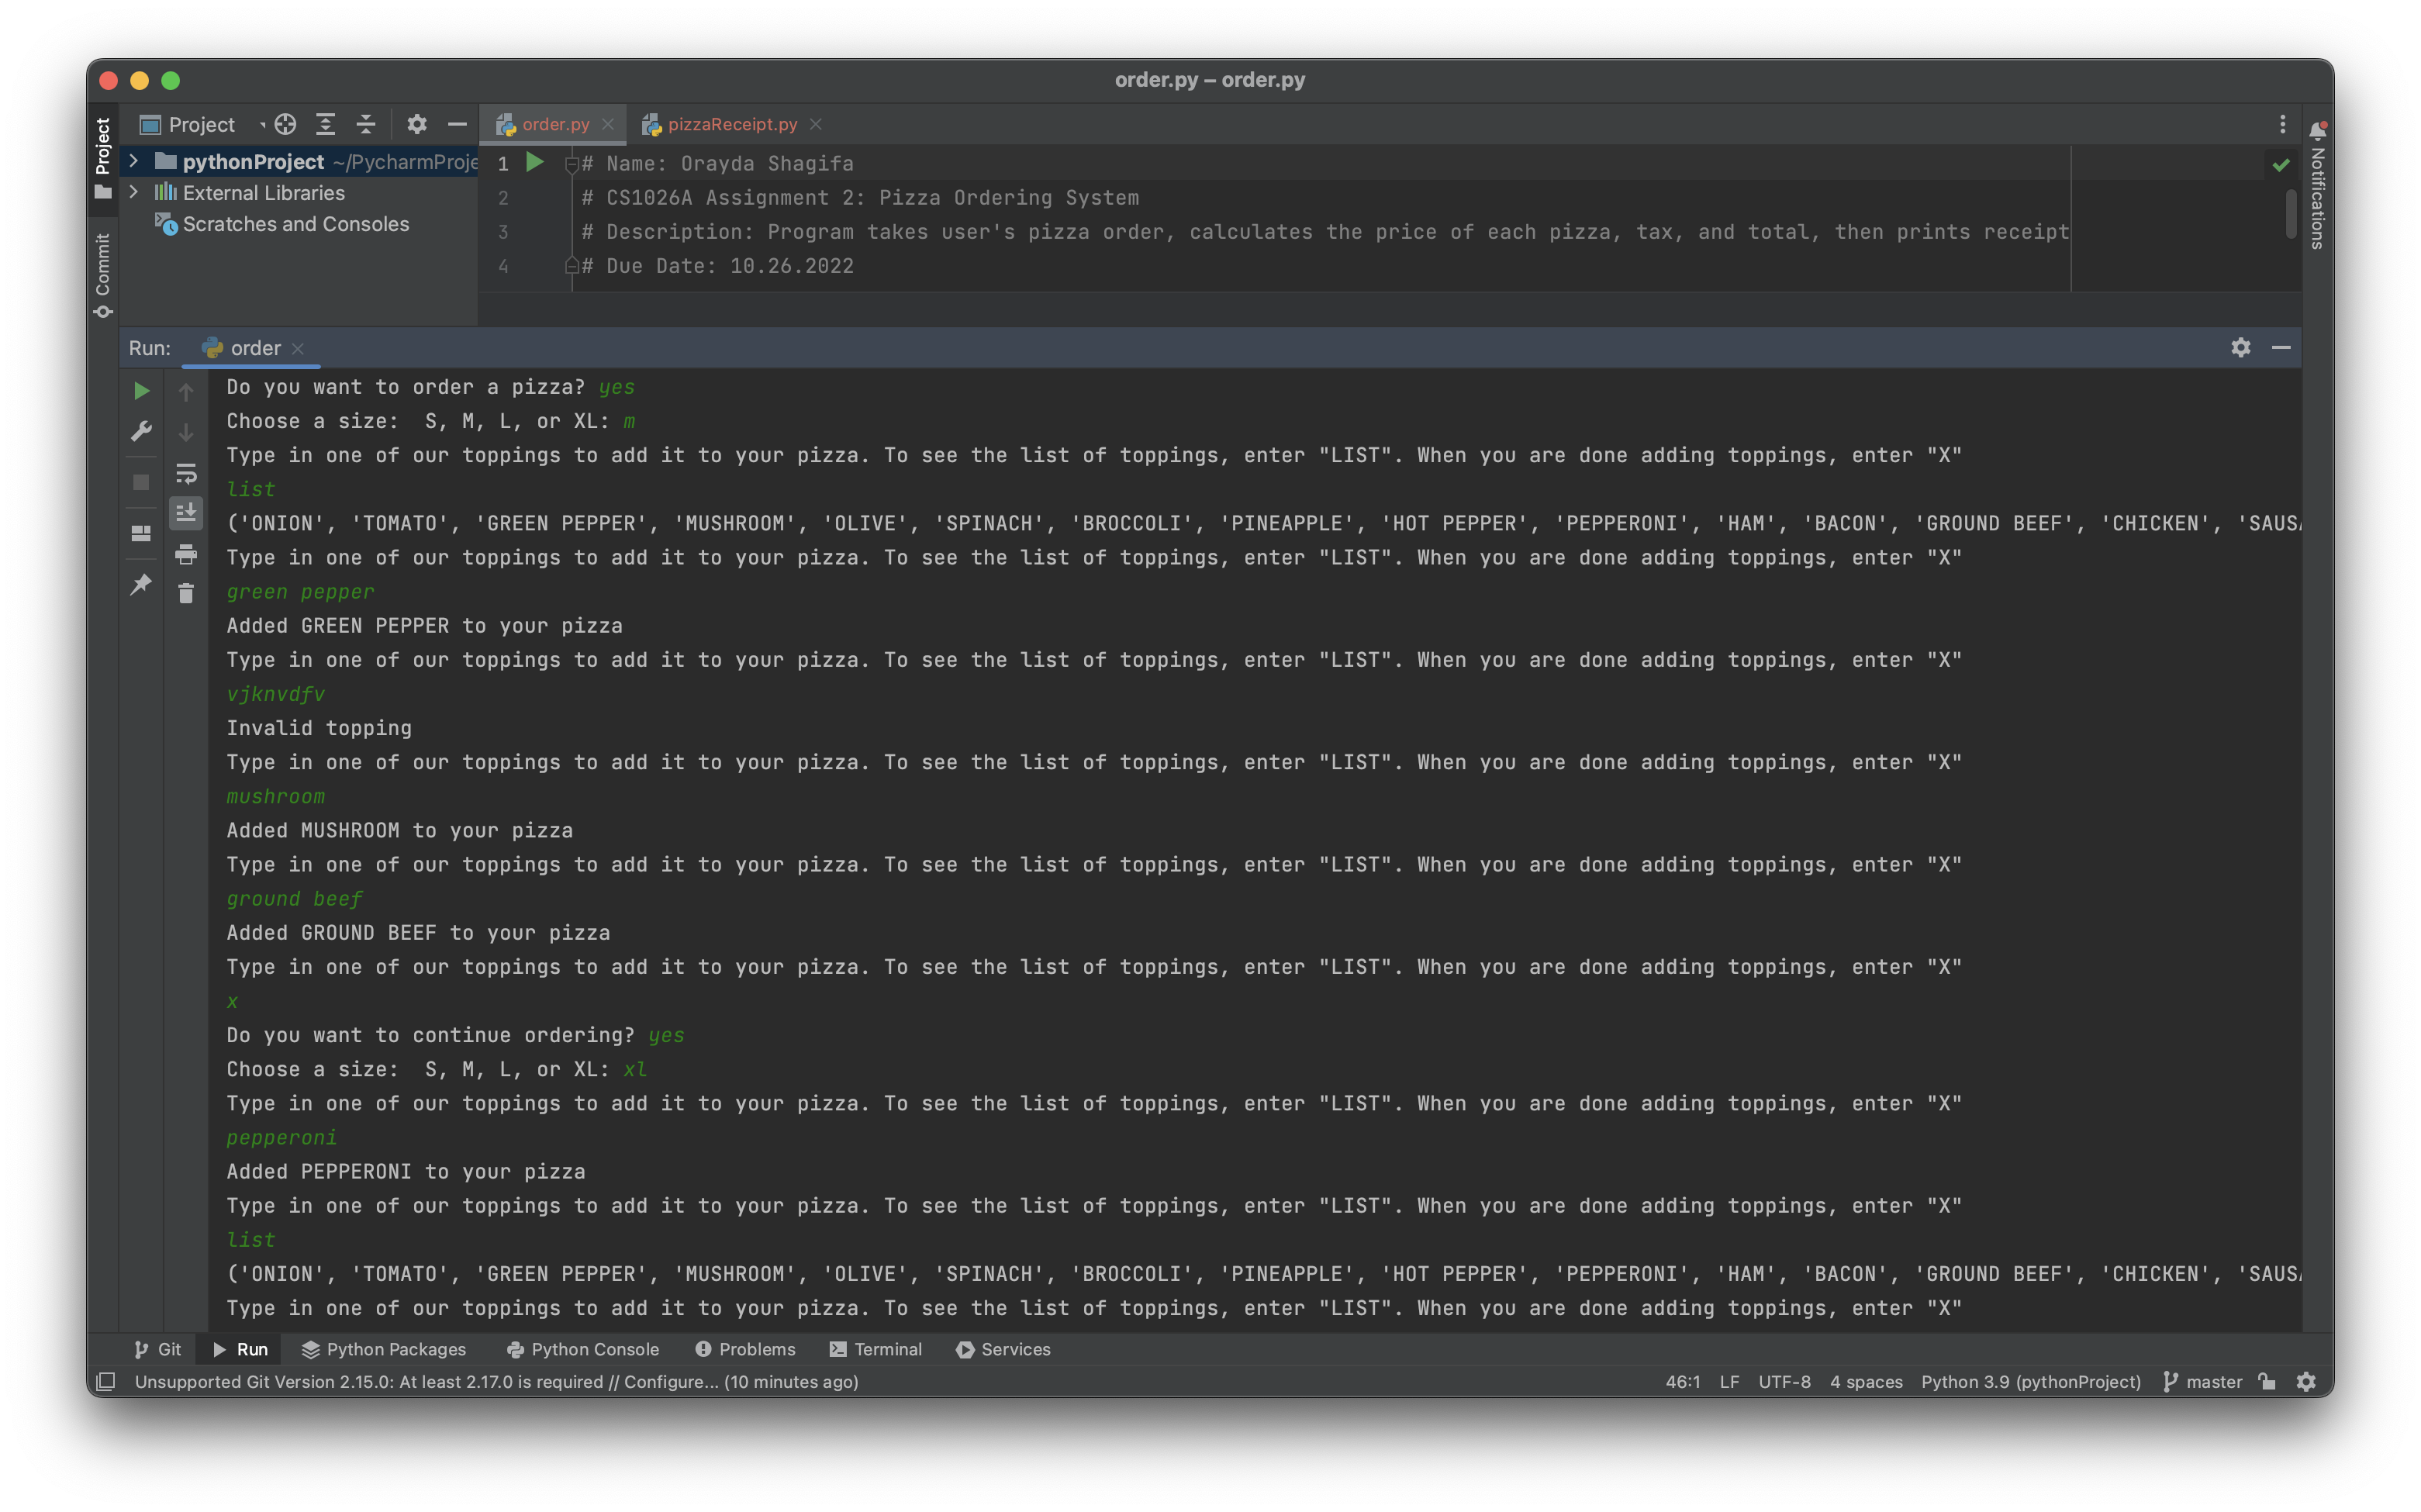 order.py – order.py
Project
order.py
pizzaReceipt.py
Project
pythonProject ~/PycharmProje
External Libraries
Scratches and Consoles
Commit
Notifications
1 # Name: Orayda Shagifa
2 # CS1026A Assignment 2: Pizza Ordering System
3 # Description: Program takes user's pizza order, calculates the price of each pizza, tax, and total, then prints receipt
4 # Due Date: 10.26.2022
Run: order
Do you want to order a pizza? yes
Choose a size:  S, M, L, or XL: m
Type in one of our toppings to add it to your pizza. To see the list of toppings, enter "LIST". When you are done adding toppings, enter "X"
list
('ONION', 'TOMATO', 'GREEN PEPPER', 'MUSHROOM', 'OLIVE', 'SPINACH', 'BROCCOLI', 'PINEAPPLE', 'HOT PEPPER', 'PEPPERONI', 'HAM', 'BACON', 'GROUND BEEF', 'CHICKEN', 'SAUSA
Type in one of our toppings to add it to your pizza. To see the list of toppings, enter "LIST". When you are done adding toppings, enter "X"
green pepper
Added GREEN PEPPER to your pizza
Type in one of our toppings to add it to your pizza. To see the list of toppings, enter "LIST". When you are done adding toppings, enter "X"
vjknvdfv
Invalid topping
Type in one of our toppings to add it to your pizza. To see the list of toppings, enter "LIST". When you are done adding toppings, enter "X"
mushroom
Added MUSHROOM to your pizza
Type in one of our toppings to add it to your pizza. To see the list of toppings, enter "LIST". When you are done adding toppings, enter "X"
ground beef
Added GROUND BEEF to your pizza
Type in one of our toppings to add it to your pizza. To see the list of toppings, enter "LIST". When you are done adding toppings, enter "X"
x
Do you want to continue ordering? yes
Choose a size:  S, M, L, or XL: xl
Type in one of our toppings to add it to your pizza. To see the list of toppings, enter "LIST". When you are done adding toppings, enter "X"
pepperoni
Added PEPPERONI to your pizza
Type in one of our toppings to add it to your pizza. To see the list of toppings, enter "LIST". When you are done adding toppings, enter "X"
list
('ONION', 'TOMATO', 'GREEN PEPPER', 'MUSHROOM', 'OLIVE', 'SPINACH', 'BROCCOLI', 'PINEAPPLE', 'HOT PEPPER', 'PEPPERONI', 'HAM', 'BACON', 'GROUND BEEF', 'CHICKEN', 'SAUSA
Type in one of our toppings to add it to your pizza. To see the list of toppings, enter "LIST". When you are done adding toppings, enter "X"
Git Run Python Packages Python Console Problems Terminal Services
Unsupported Git Version 2.15.0: At least 2.17.0 is required // Configure... (10 minutes ago) 46:1 LF UTF-8 4 spaces Python 3.9 (pythonProject) master